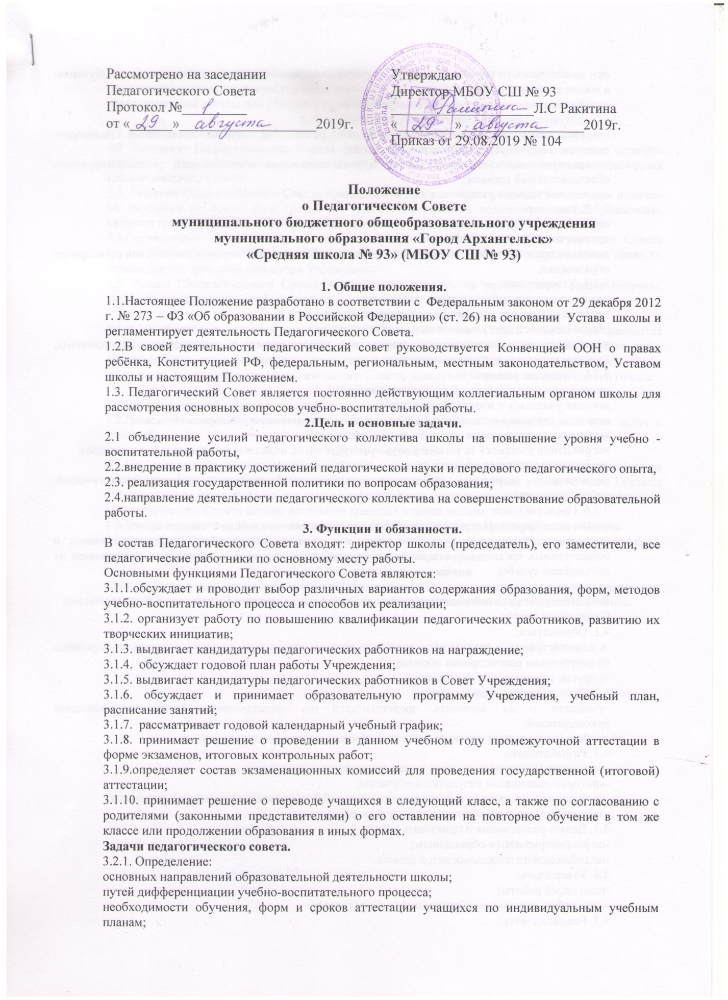 Рассмотрено на заседании
Педагогического Совета
Протокол № 1
от « 29 » августа 2019г.
Утверждаю
Директор МБОУ СШ № 93
Л.С Ракитина
« 29 » августа 2019г.
Приказ от 29.08.2019 № 104
Положение
о Педагогическом Совете
муниципального бюджетного общеобразовательного учреждения
муниципального образования «Город Архангельск»
«Средняя школа № 93» (МБОУ СШ № 93)
1. Общие положения.
1.1.Настоящее Положение разработано в соответствии с Федеральным законом от 29 декабря 2012
г. № 273 – ФЗ «Об образовании в Российской Федерации» (ст. 26) на основании Устава школы и
регламентирует деятельность Педагогического Совета.
1.2.В своей деятельности педагогический совет руководствуется Конвенцией ООН о правах
ребёнка, Конституцией РФ, федеральным, региональным, местным законодательством, Уставом
школы и настоящим Положением.
1.3. Педагогический Совет является постоянно действующим коллегиальным органом школы для
рассмотрения основных вопросов учебно-воспитательной работы.
2.Цель и основные задачи.
2.1 объединение усилий педагогического коллектива школы на повышение уровня учебно -
воспитательной работы,
2.2.внедрение в практику достижений педагогической науки и передового педагогического опыта,
2.3. реализация государственной политики по вопросам образования;
2.4.направление деятельности педагогического коллектива на совершенствование образовательной
работы.
3. Функции и обязанности.
В состав Педагогического Совета входят: директор школы (председатель), его заместители, все
педагогические работники по основному месту работы.
Основными функциями Педагогического Совета являются:
3.1.1.обсуждает и проводит выбор различных вариантов содержания образования, форм, методов
учебно-воспитательного процесса и способов их реализации;
3.1.2. организует работу по повышению квалификации педагогических работников, развитию их
творческих инициатив;
3.1.3. выдвигает кандидатуры педагогических работников на награждение;
3.1.4. обсуждает годовой план работы Учреждения;
3.1.5. выдвигает кандидатуры педагогических работников в Совет Учреждения;
3.1.6. обсуждает и принимает образовательную программу Учреждения, учебный план,
расписание занятий;
3.1.7. рассматривает годовой календарный учебный график;
3.1.8. принимает решение о проведении в данном учебном году промежуточной аттестации в
форме экзаменов, итоговых контрольных работ;
3.1.9.определяет состав экзаменационных комиссий для проведения государственной (итоговой)
аттестации;
3.1.10. принимает решение о переводе учащихся в следующий класс, а также по согласованию с
родителями (законными представителями) о его оставлении на повторное обучение в том же
классе или продолжении образования в иных формах.
Задачи педагогического совета.
3.2.1. Определение:
основных направлений образовательной деятельности школы;
путей дифференциации учебно-воспитательного процесса;
необходимости обучения, форм и сроков аттестации учащихся по индивидуальным учебным
планам;